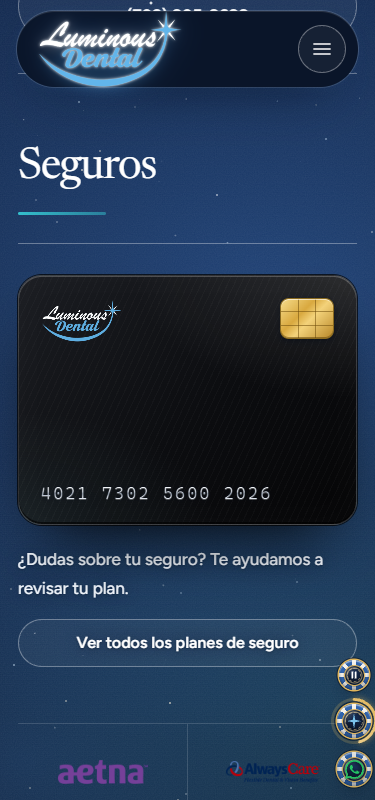 Luminous
Dental
Seguros
Luminous
Dental
4021 7302 5600 2026
¿Dudas sobre tu seguro? Te ayudamos a
revisar tu plan.
Ver todos los planes de seguro
aetna
AlwaysCare